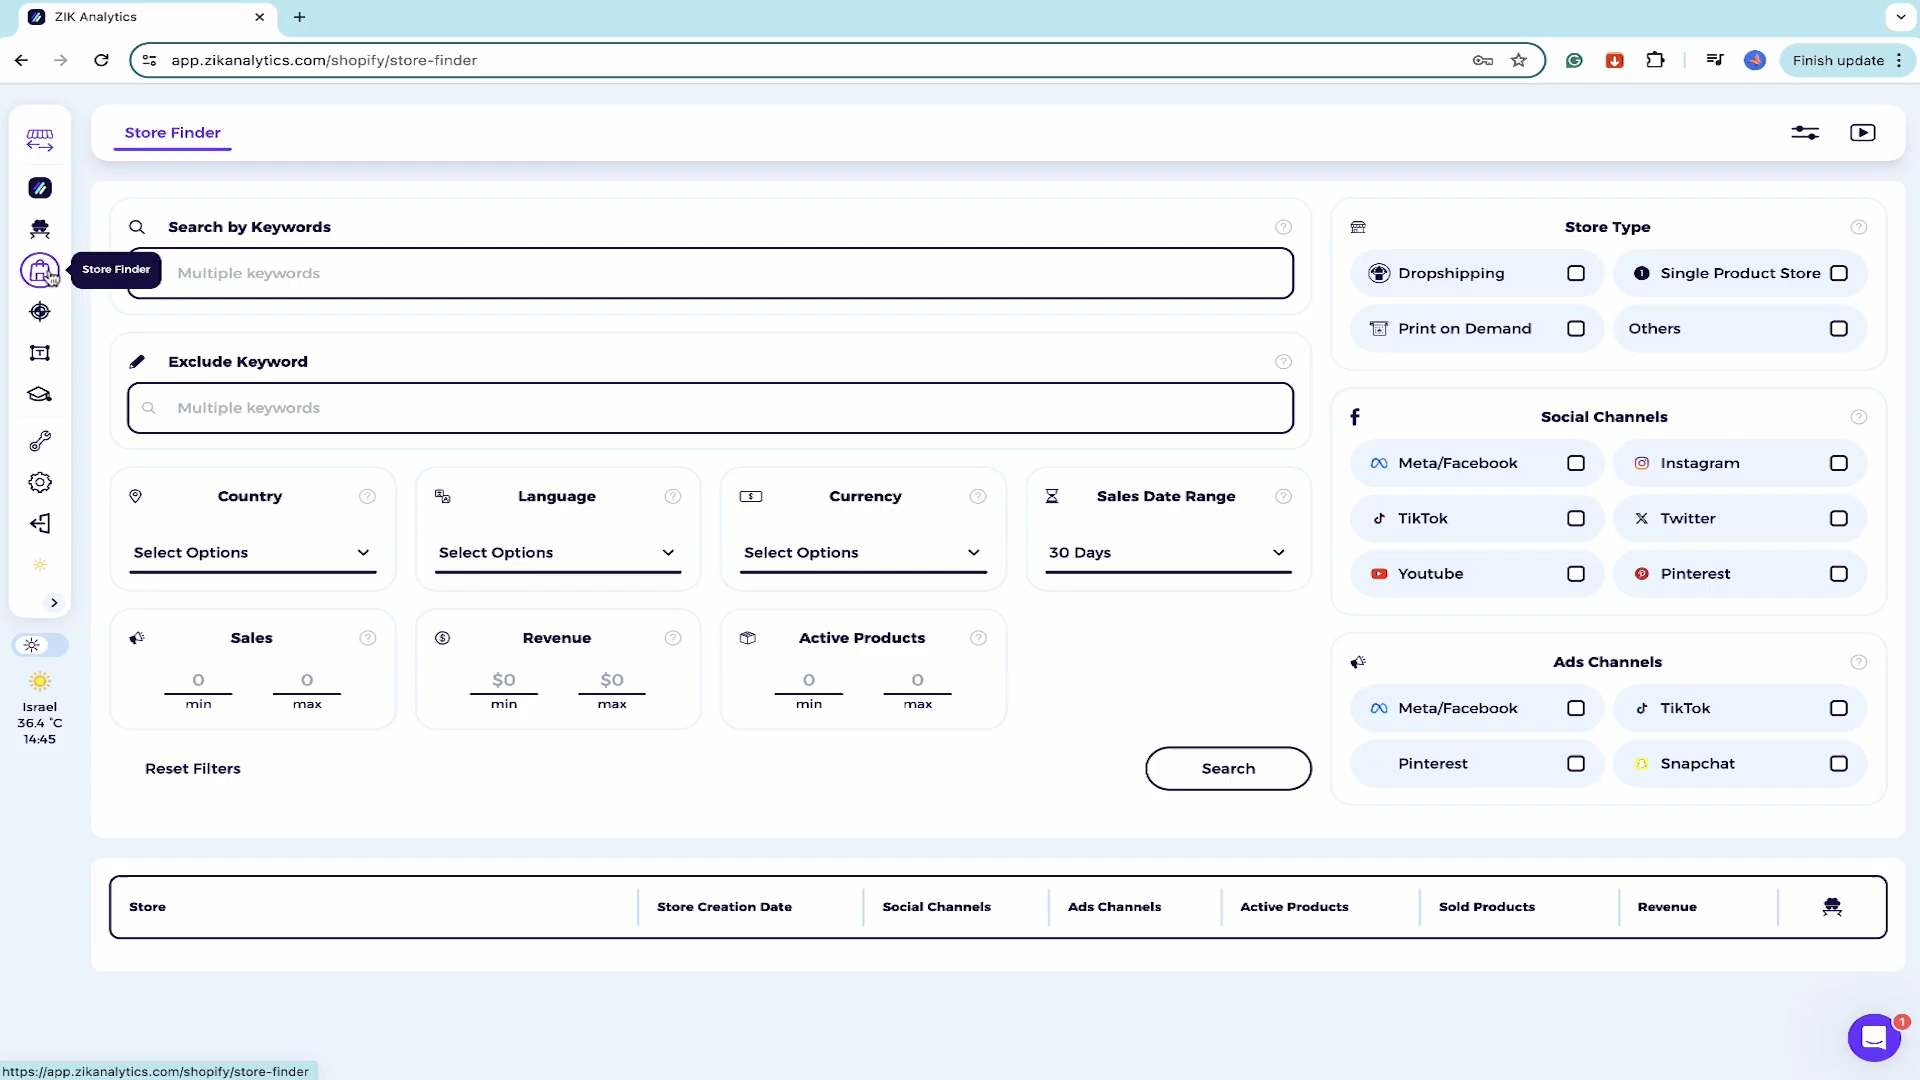 ZIK Analytics
app.zikanalytics.com/shopify/store-finder
Finish update
Store Finder
Search by Keywords
Store Finder
Multiple keywords
Exclude Keyword
Multiple keywords
Country
Language
Currency
Sales Date Range
Select Options
Select Options
Select Options
30 Days
Sales
Revenue
Active Products
0
0
$0
$0
0
0
min
max
min
max
min
max
Reset Filters
Search
Store Type
Dropshipping
Single Product Store
Print on Demand
Others
Social Channels
Meta/Facebook
Instagram
TikTok
Twitter
Youtube
Pinterest
Ads Channels
Meta/Facebook
TikTok
Pinterest
Snapchat
Israel
36.4 °C
14:45
Store
Store Creation Date
Social Channels
Ads Channels
Active Products
Sold Products
Revenue
1
https://app.zikanalytics.com/shopify/store-finder